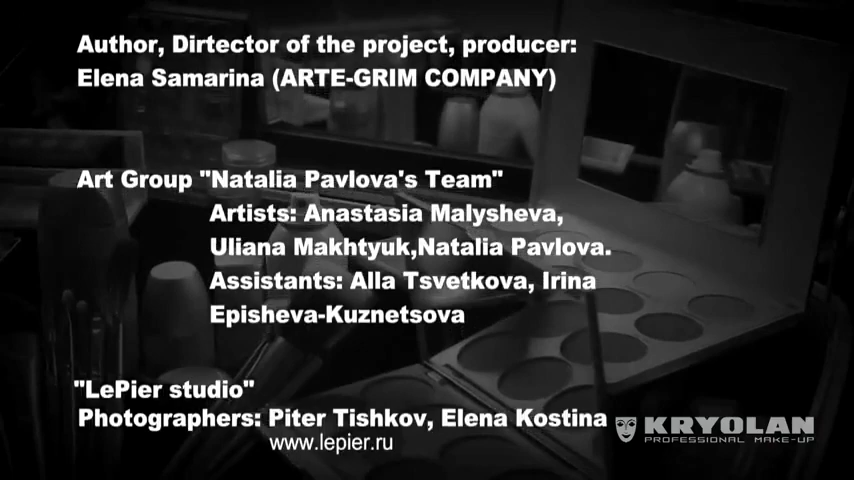 Author, Dirtector of the project, producer:
Elena Samarina (ARTE-GRIM COMPANY)
Art Group "Natalia Pavlova's Team"
Artists: Anastasia Malysheva,
Uliana Makhtyuk,Natalia Pavlova.
Assistants: Alla Tsvetkova, Irina
Episheva-Kuznetsova
"LePier studio"
Photographers: Piter Tishkov, Elena Kostina
www.lepier.ru
KRYOLAN
PROFESSIONAL MAKE-UP